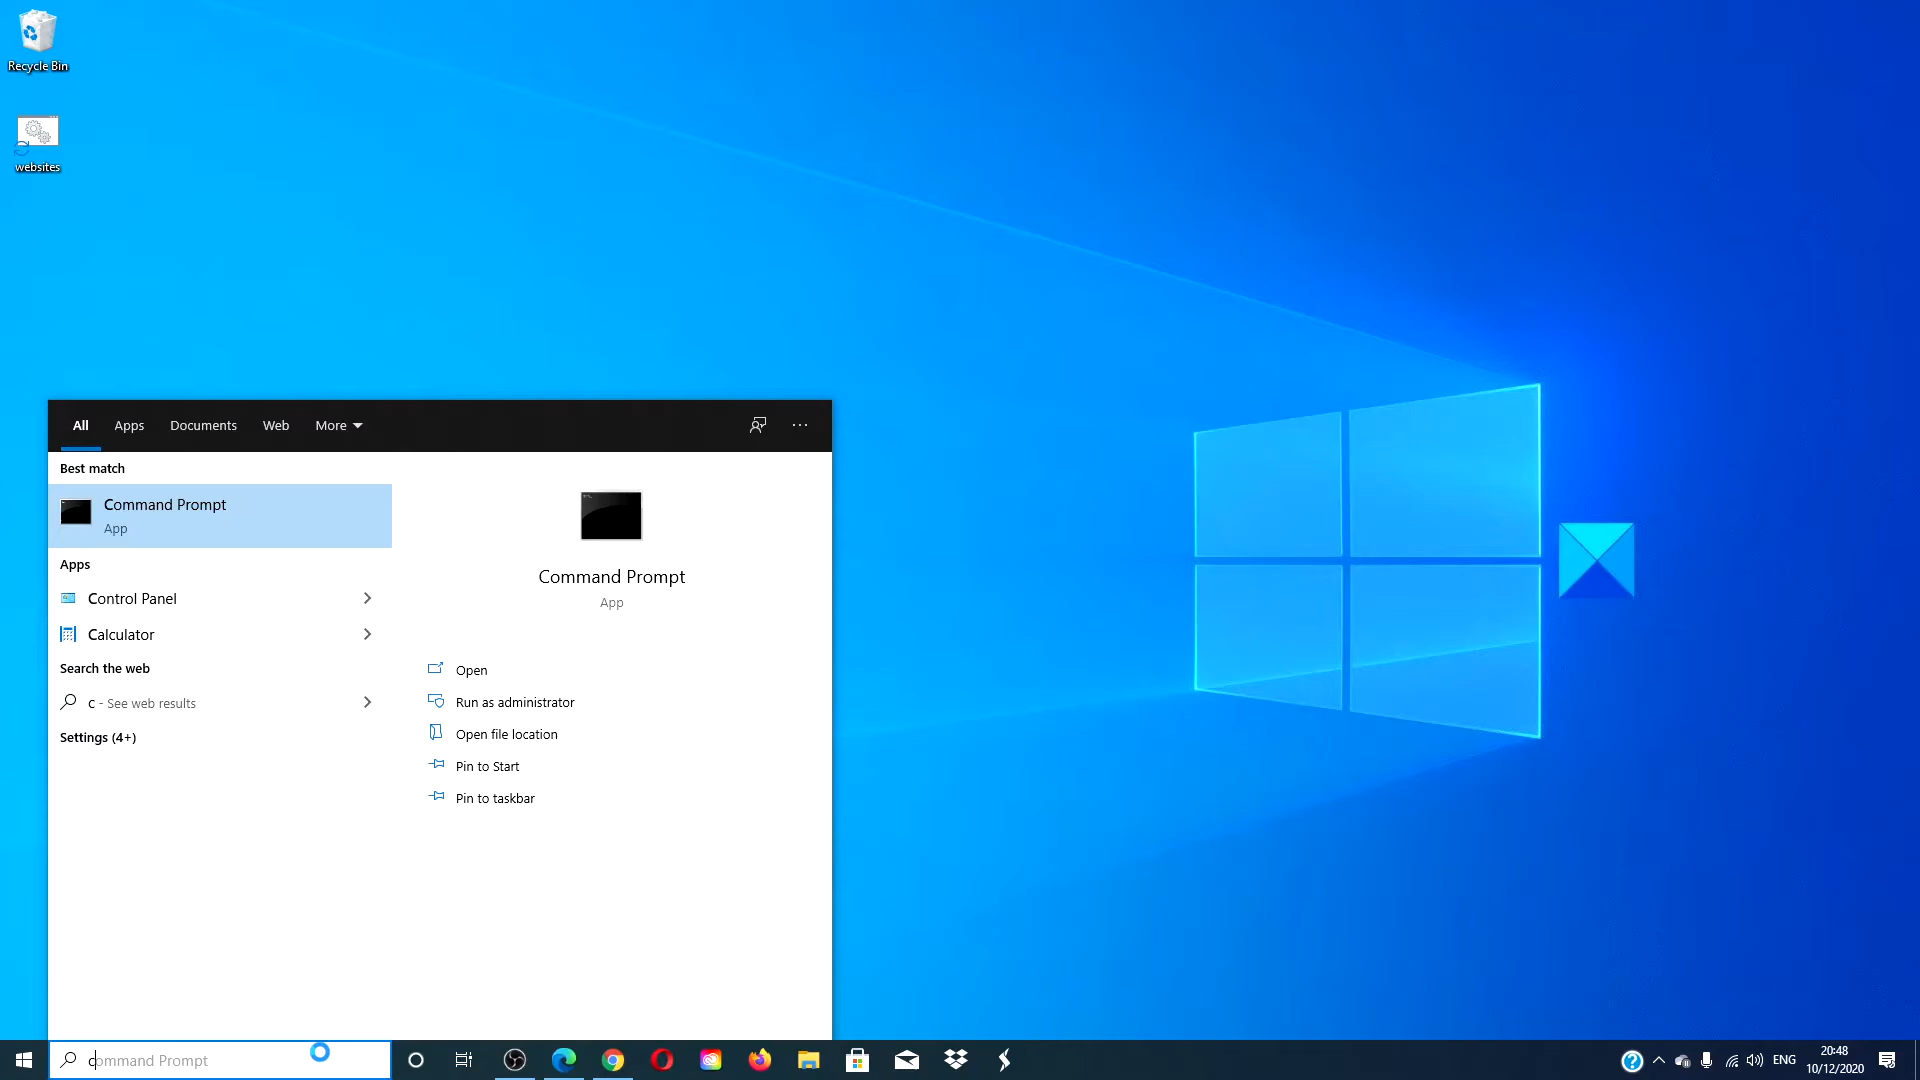 Recycle Bin
websites
All
Apps
Documents
Web
More
Best match
Command Prompt
App
Apps
Control Panel
Calculator
Search the web
c - See web results
Settings (4+)
Command Prompt
App
Open
Run as administrator
Open file location
Pin to Start
Pin to taskbar
command Prompt
ENG
20:48
10/12/2020